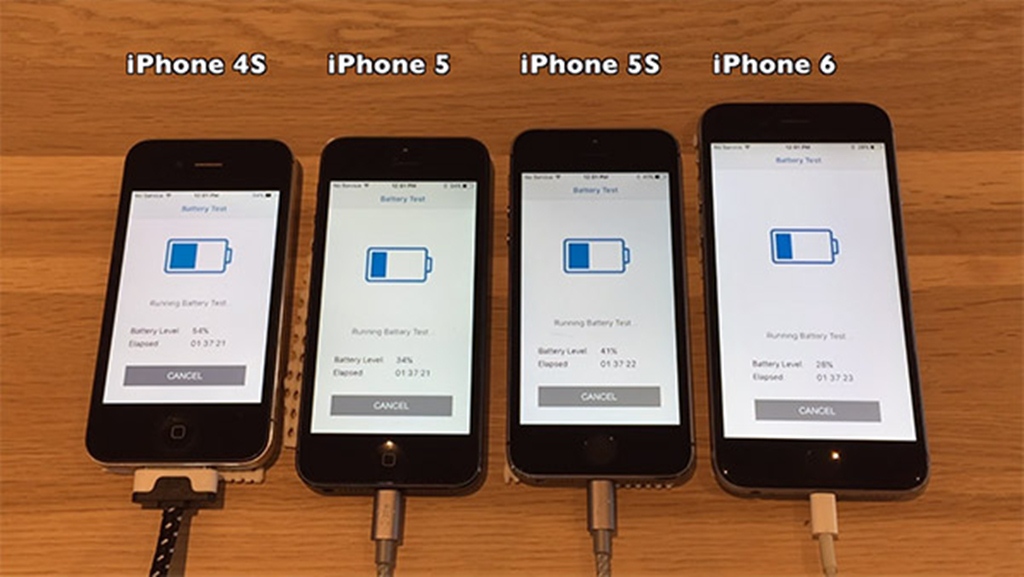 iPhone 4S
iPhone 5
iPhone 5S
iPhone 6
No Service 12:51 PM 54%
Battery Test
Running Battery Test...
Battery Level 54%
Elapsed 01:37:21
CANCEL
No Service 12:51 PM 34%
Battery Test
Running Battery Test...
Battery Level 34%
Elapsed 01:37:21
CANCEL
No Service 12:51 PM 41%
Battery Test
Running Battery Test...
Battery Level 41%
Elapsed 01:37:22
CANCEL
No Service 12:51 PM 28%
Battery Test
Running Battery Test...
Battery Level 28%
Elapsed 01:37:23
CANCEL